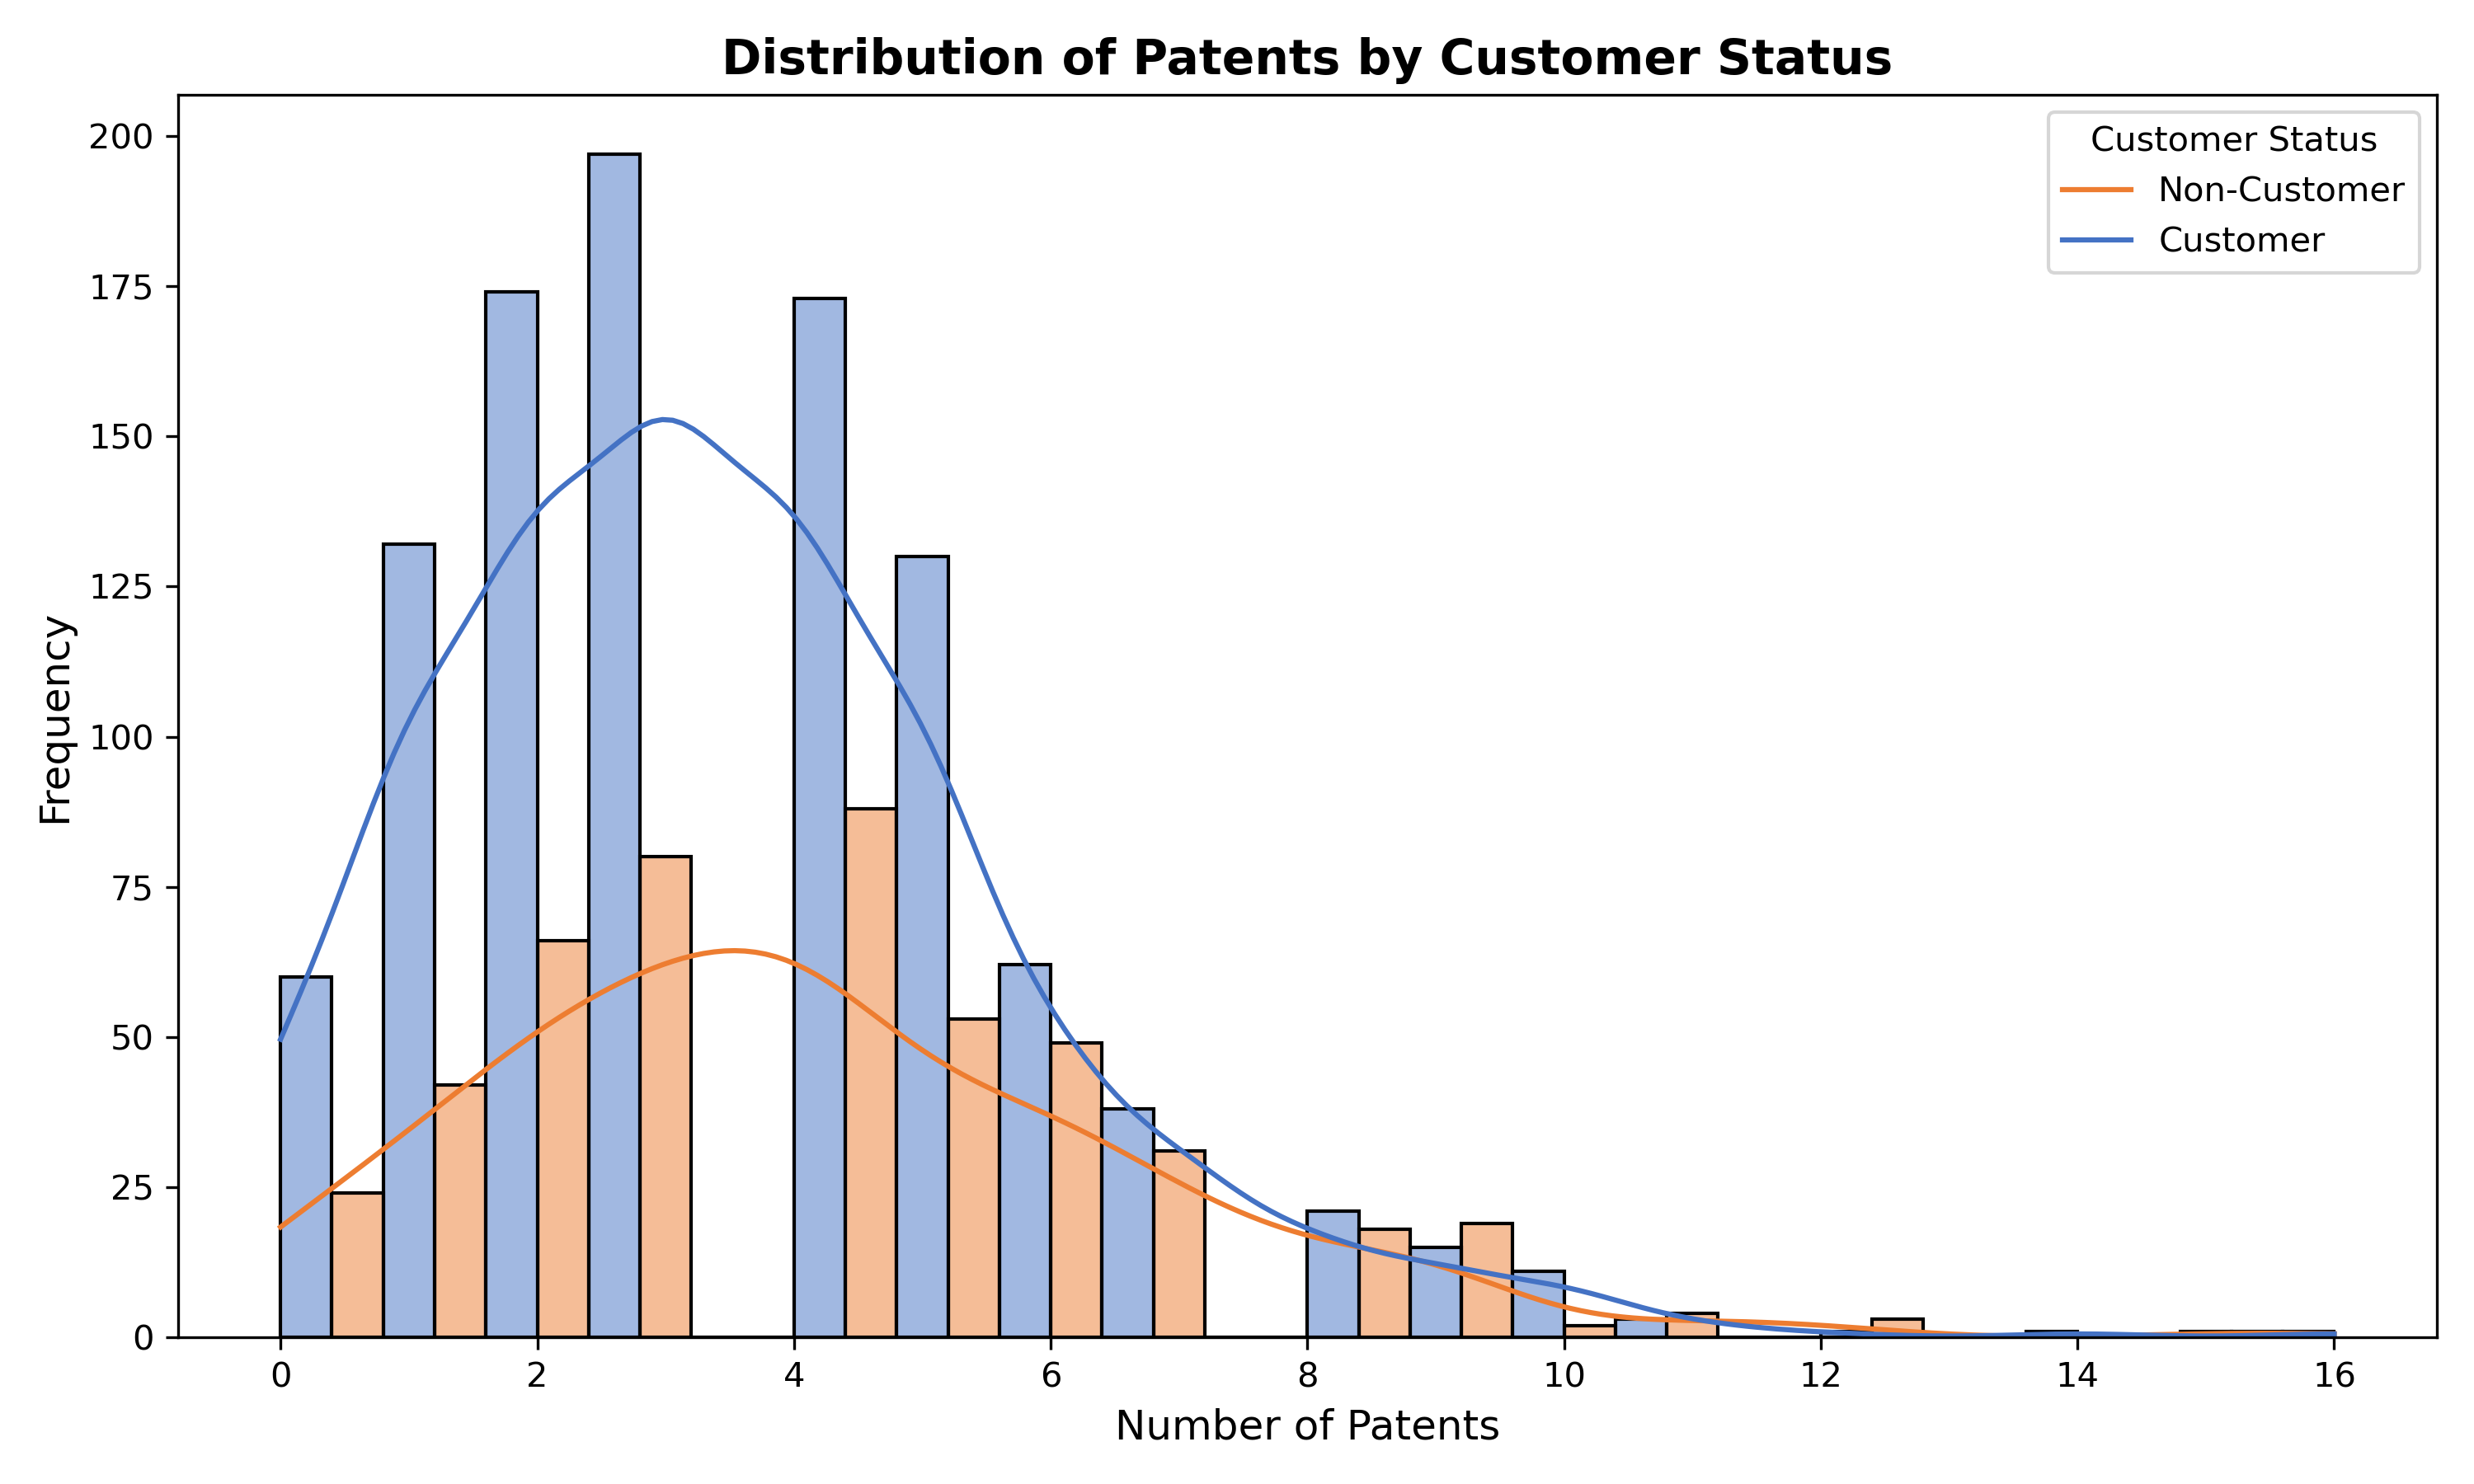 Distribution of Patents by Customer Status
Customer Status
Non-Customer
Customer
Frequency
200
175
150
125
100
75
50
25
0
0 2 4 6 8 10 12 14 16
Number of Patents